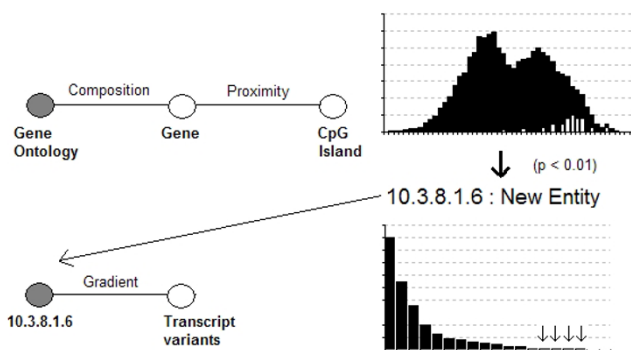 Composition
Proximity
Gene
Ontology
Gene
CpG
Island
(p < 0.01)
10.3.8.1.6 : New Entity
Gradient
10.3.8.1.6
Transcript
variants